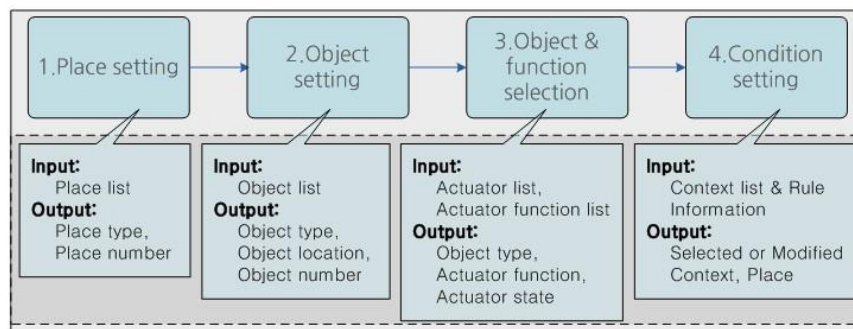 1.Place setting
2.Object
setting
3.Object &
function
selection
4.Condition
setting
Input:
Place list
Output:
Place type,
Place number
Input:
Object list
Output:
Object type,
Object location,
Object number
Input:
Actuator list,
Actuator function list
Output:
Object type,
Actuator function,
Actuator state
Input:
Context list & Rule
Information
Output:
Selected or Modified
Context, Place